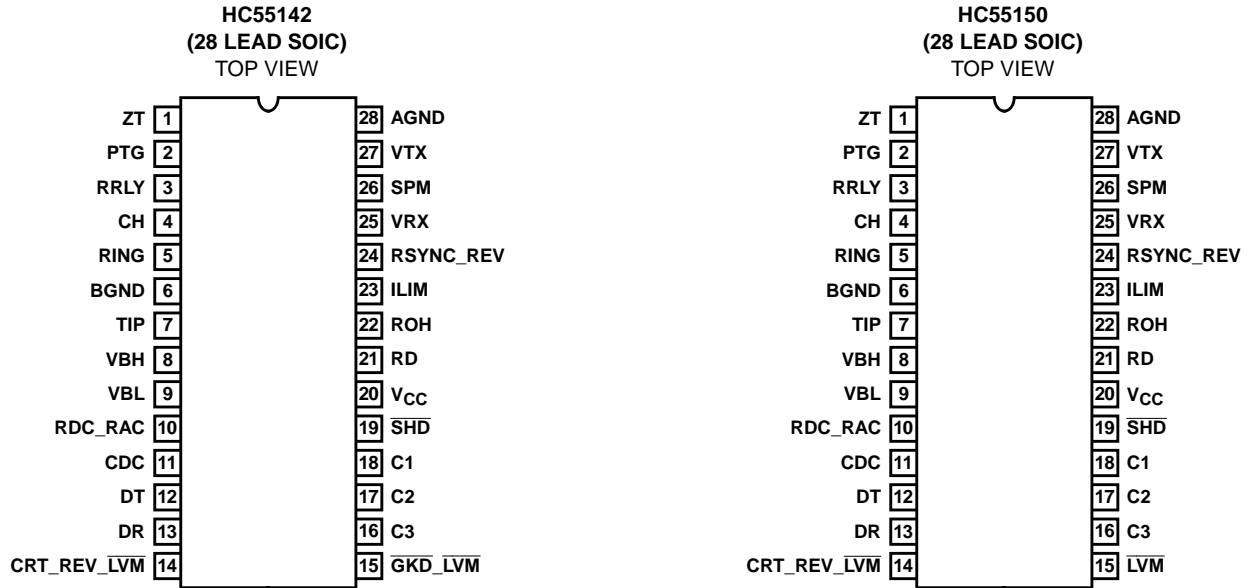 HC55142
(28 LEAD SOIC)
TOP VIEW
ZT 1
PTG 2
RRLY 3
CH 4
RING 5
BGND 6
TIP 7
VBH 8
VBL 9
RDC_RAC 10
CDC 11
DT 12
DR 13
CRT_REV_L̅V̅M̅ 14
28 AGND
27 VTX
26 SPM
25 VRX
24 RSYNC_REV
23 ILIM
22 ROH
21 RD
20 VCC
19 S̅H̅D̅
18 C1
17 C2
16 C3
15 G̅K̅D̅_L̅V̅M̅
HC55150
(28 LEAD SOIC)
TOP VIEW
ZT 1
PTG 2
RRLY 3
CH 4
RING 5
BGND 6
TIP 7
VBH 8
VBL 9
RDC_RAC 10
CDC 11
DT 12
DR 13
CRT_REV_L̅V̅M̅ 14
28 AGND
27 VTX
26 SPM
25 VRX
24 RSYNC_REV
23 ILIM
22 ROH
21 RD
20 VCC
19 S̅H̅D̅
18 C1
17 C2
16 C3
15 L̅V̅M̅